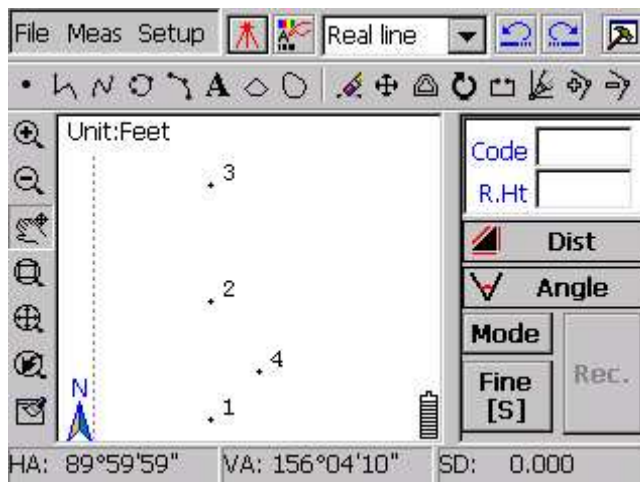 File Meas Setup Real line
A
Unit:Feet
Code
R.Ht
3
Dist
2
Angle
Mode
4
Fine
[S]
Rec.
N
1
HA: 89°59'59" VA: 156°04'10" SD: 0.000